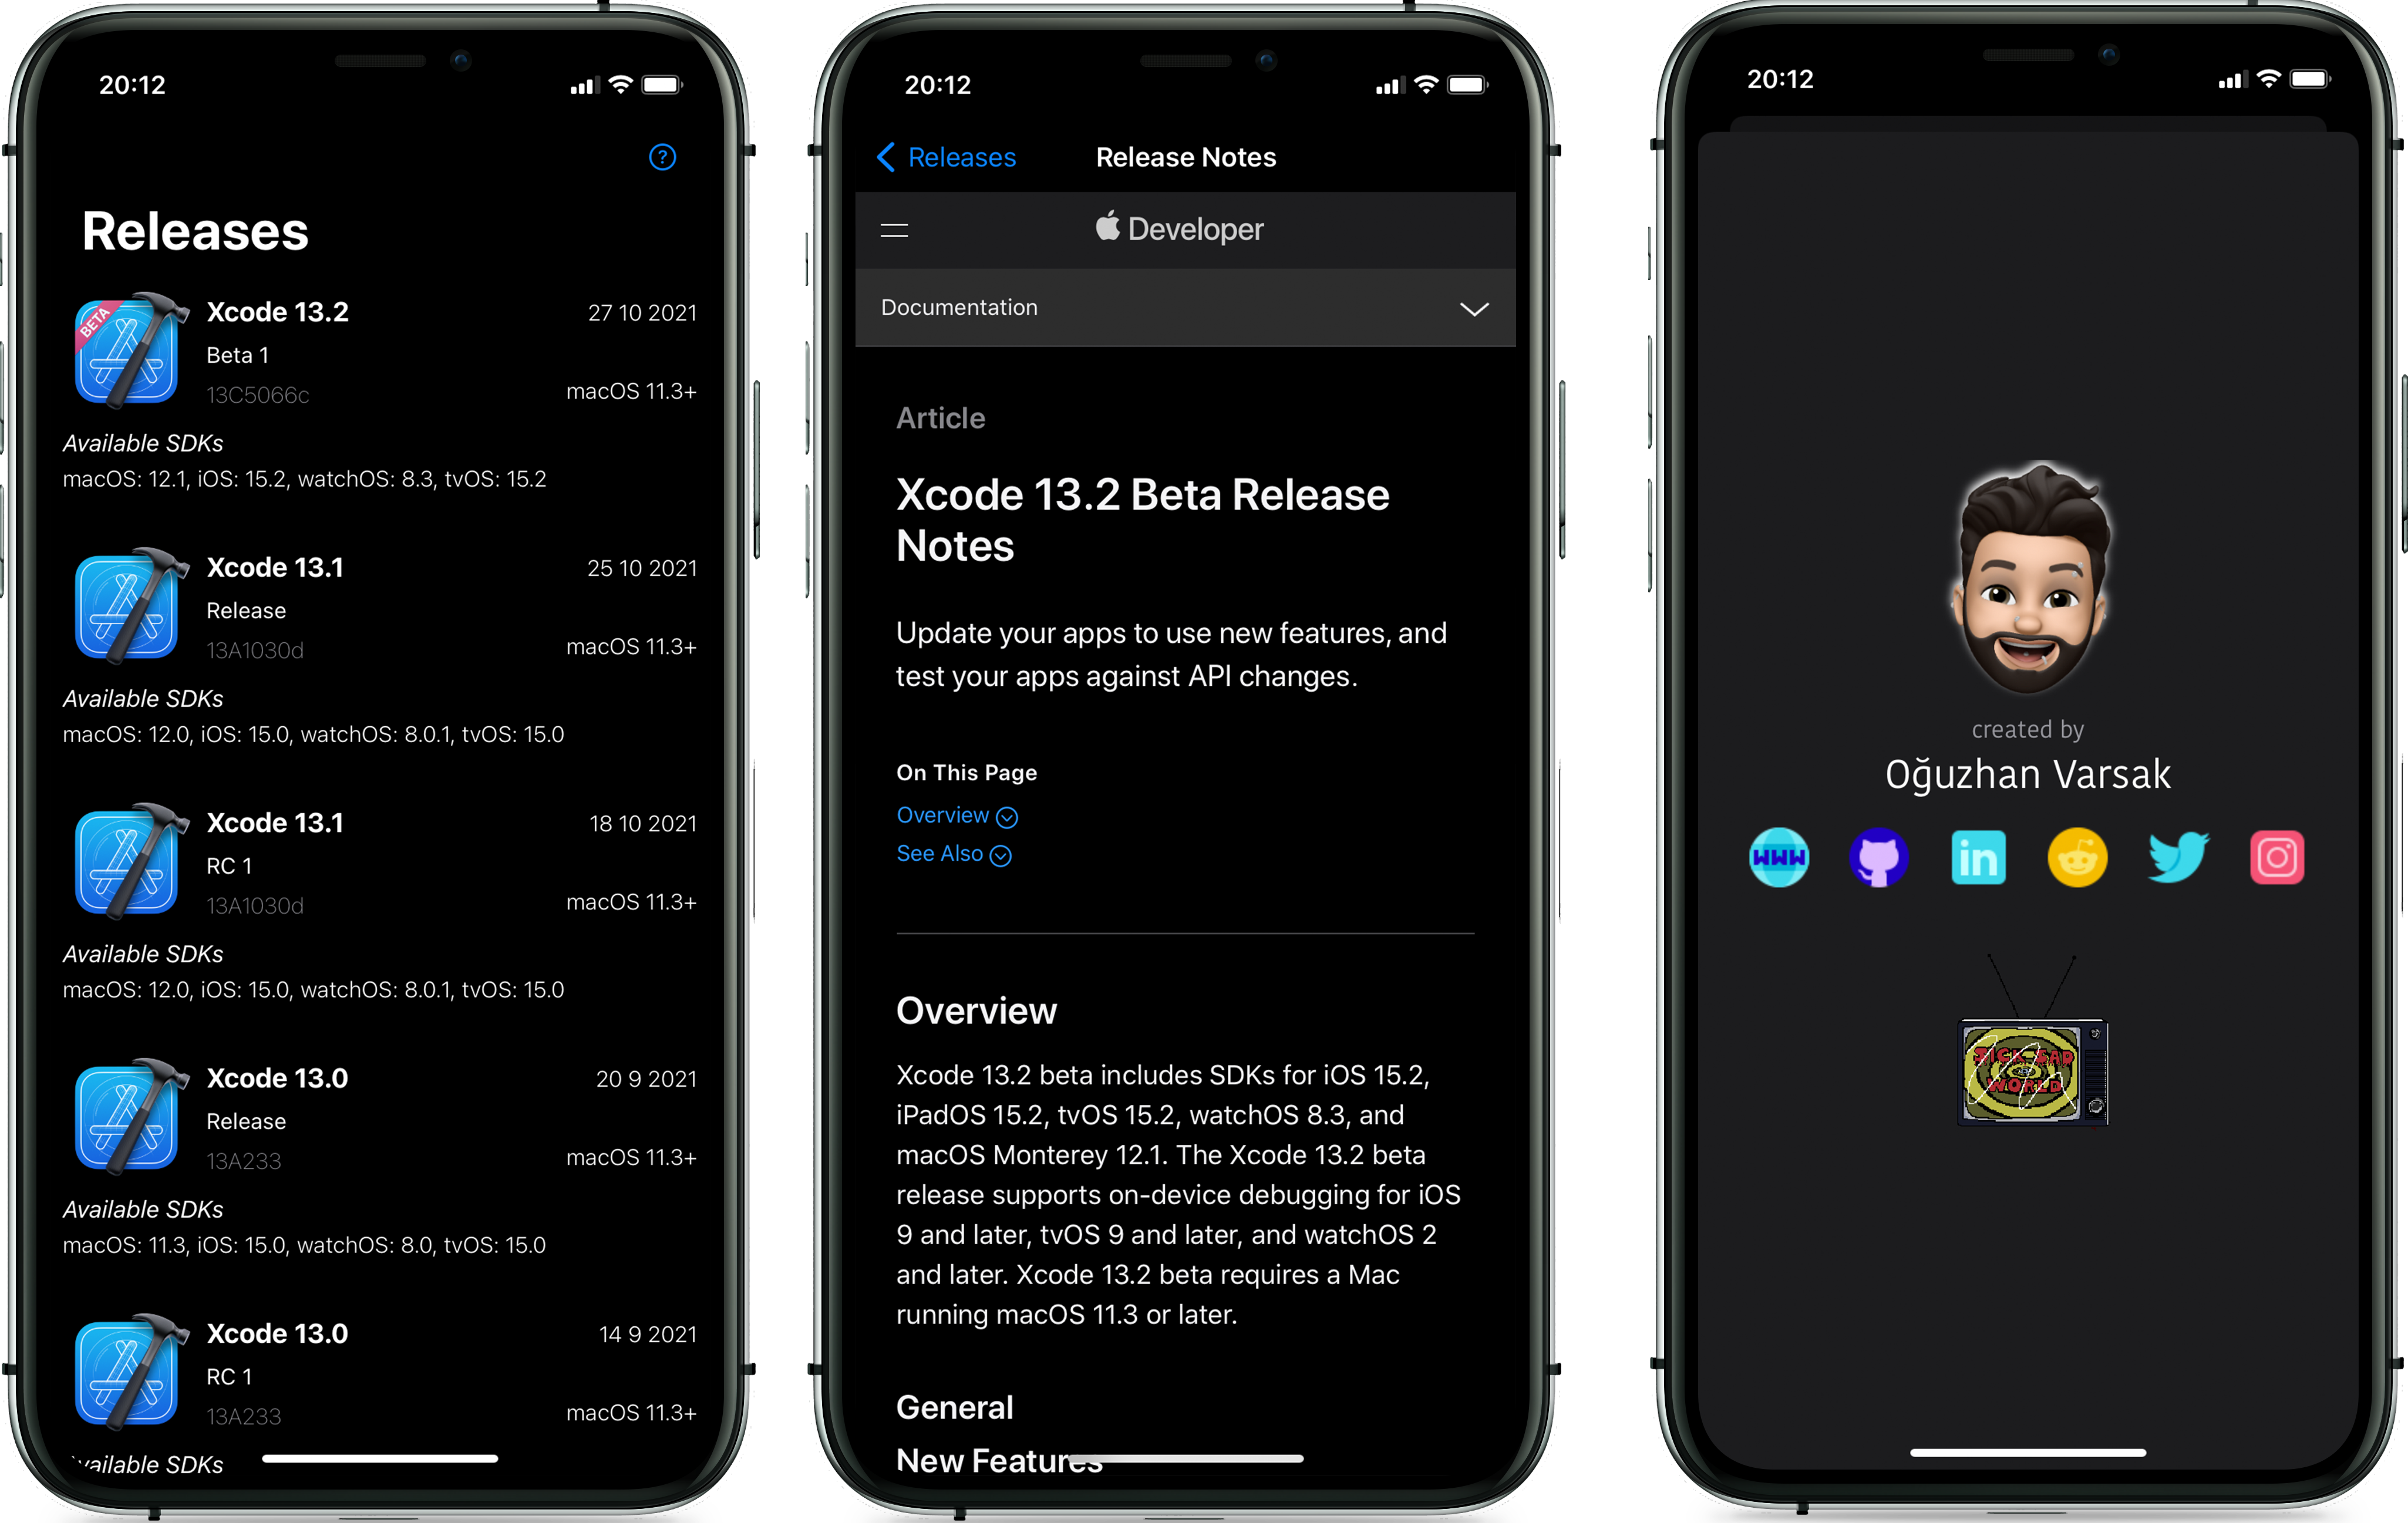 20:12
Releases
BETA
Xcode 13.2
27 10 2021
Beta 1
13C5066c
macOS 11.3+
Available SDKs
macOS: 12.1, iOS: 15.2, watchOS: 8.3, tvOS: 15.2
Xcode 13.1
25 10 2021
Release
13A1030d
macOS 11.3+
Available SDKs
macOS: 12.0, iOS: 15.0, watchOS: 8.0.1, tvOS: 15.0
Xcode 13.1
18 10 2021
RC 1
13A1030d
macOS 11.3+
Available SDKs
macOS: 12.0, iOS: 15.0, watchOS: 8.0.1, tvOS: 15.0
Xcode 13.0
20 9 2021
Release
13A233
macOS 11.3+
Available SDKs
macOS: 11.3, iOS: 15.0, watchOS: 8.0, tvOS: 15.0
Xcode 13.0
14 9 2021
RC 1
13A233
macOS 11.3+
Available SDKs
20:12
Releases
Release Notes
Developer
Documentation
Article
Xcode 13.2 Beta Release
Notes
Update your apps to use new features, and
test your apps against API changes.
On This Page
Overview
See Also
Overview
Xcode 13.2 beta includes SDKs for iOS 15.2,
iPadOS 15.2, tvOS 15.2, watchOS 8.3, and
macOS Monterey 12.1. The Xcode 13.2 beta
release supports on-device debugging for iOS
9 and later, tvOS 9 and later, and watchOS 2
and later. Xcode 13.2 beta requires a Mac
running macOS 11.3 or later.
General
New Features
20:12
created by
Oğuzhan Varsak
WWW
in
SICK SAD
WORLD